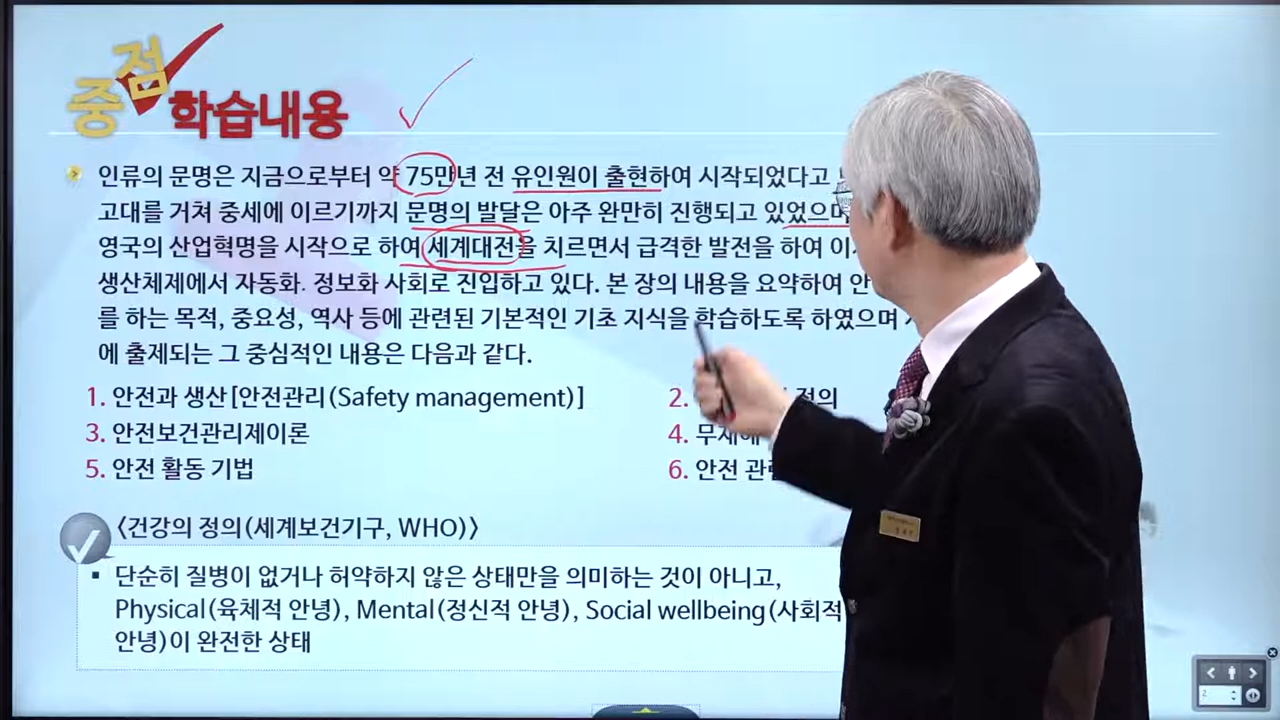 중점 학습내용
인류의 문명은 지금으로부터 약 75만년 전 유인원이 출현하여 시작되었다고
고대를 거쳐 중세에 이르기까지 문명의 발달은 아주 완만히 진행되고 있었으며
영국의 산업혁명을 시작으로 하여 세계대전을 치르면서 급격한 발전을 하여
생산체제에서 자동화. 정보화 사회로 진입하고 있다. 본 장의 내용을 요약하여
를 하는 목적, 중요성, 역사 등에 관련된 기본적인 기초 지식을 학습하도록 하였으며
에 출제되는 그 중심적인 내용은 다음과 같다.
1. 안전과 생산[안전관리(Safety management)]
2. 정의
3. 안전보건관리제이론
4. 무재해
5. 안전 활동 기법
6. 안전
〈건강의 정의(세계보건기구, WHO)〉
▪ 단순히 질병이 없거나 허약하지 않은 상태만을 의미하는 것이 아니고,
Physical(육체적 안녕), Mental(정신적 안녕), Social wellbeing(사회적
안녕)이 완전한 상태
2